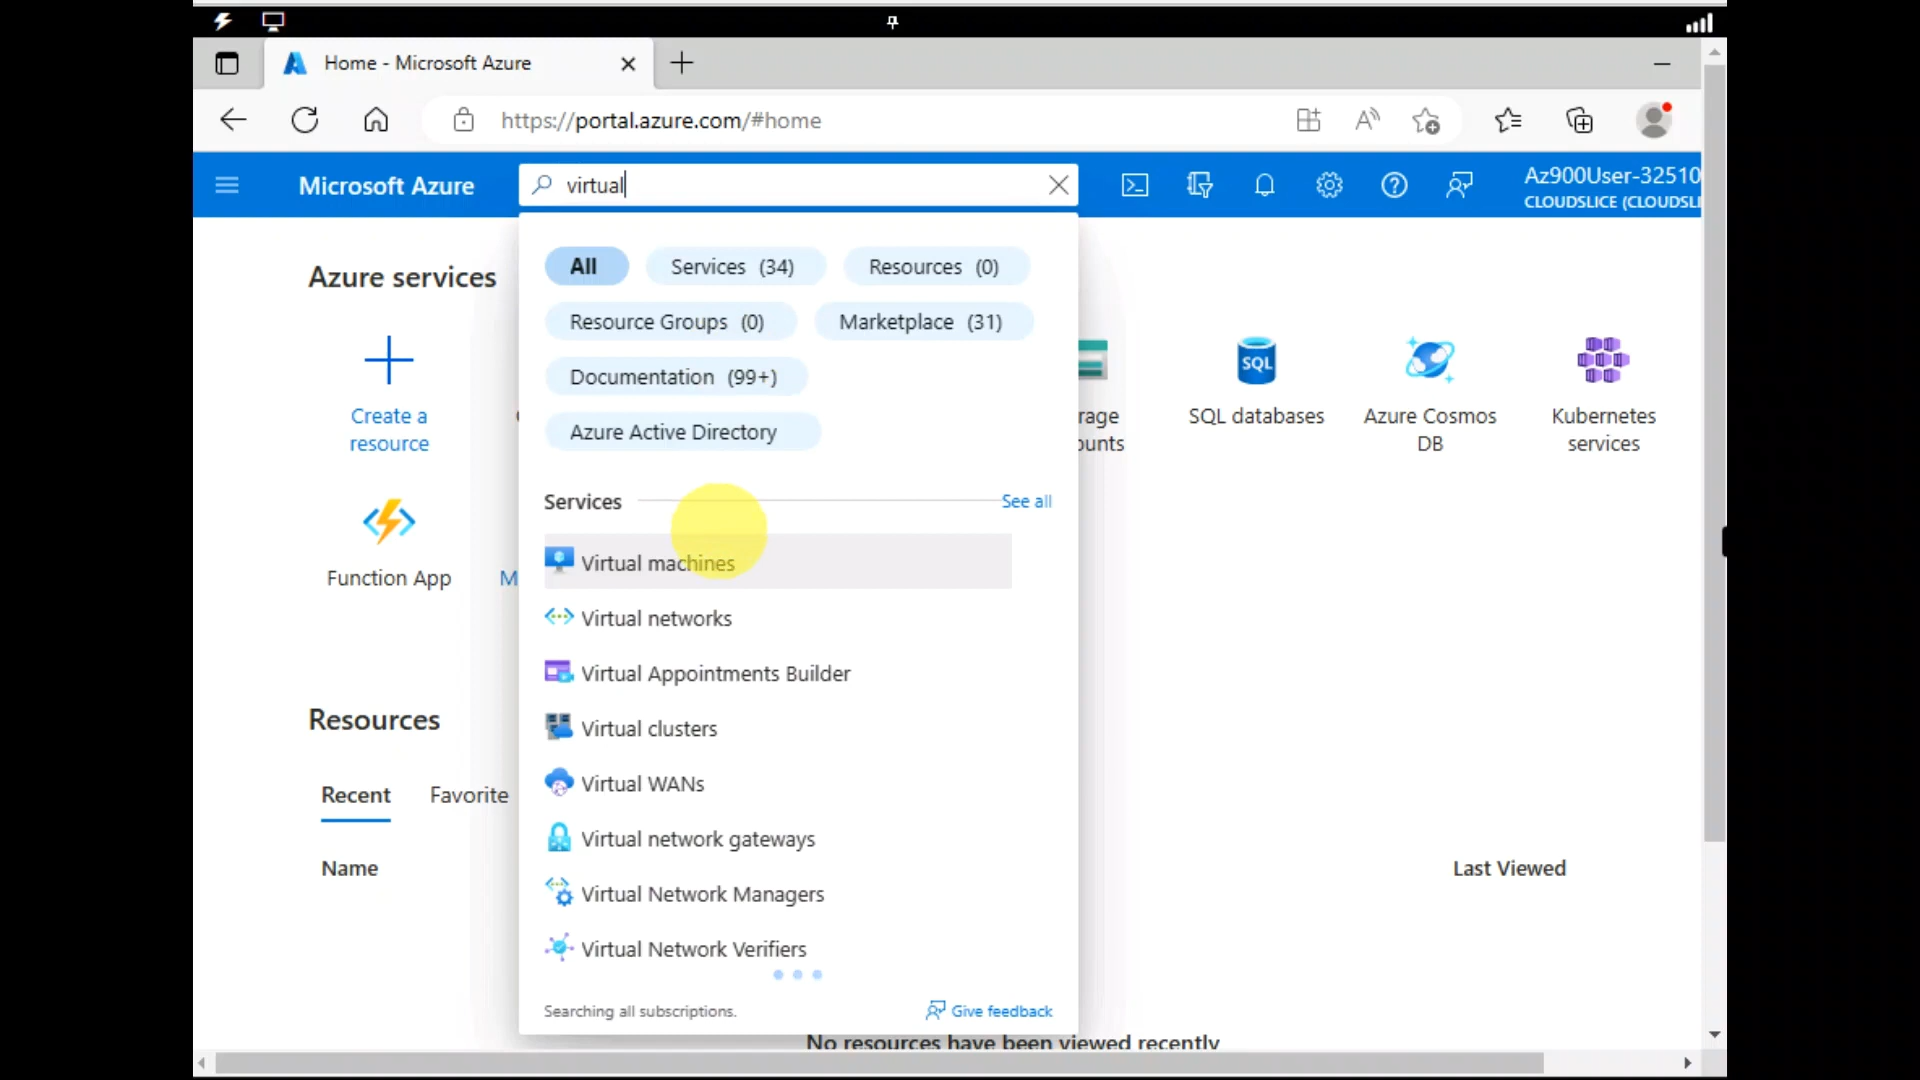 Home - Microsoft Azure
https://portal.azure.com/#home
Microsoft Azure
virtual
Az900User-32510
CLOUDSLICE (CLOUDSLI
All
Services (34)
Resources (0)
Resource Groups (0)
Marketplace (31)
Documentation (99+)
Azure Active Directory
Services
See all
Virtual machines
Virtual networks
Virtual Appointments Builder
Virtual clusters
Virtual WANs
Virtual network gateways
Virtual Network Managers
Virtual Network Verifiers
Searching all subscriptions.
Give feedback
Azure services
Create a
resource
rage
ounts
SQL
SQL databases
Azure Cosmos
DB
Kubernetes
services
Function App
M
Resources
Recent
Favorite
Name
Last Viewed
No resources have been viewed recently